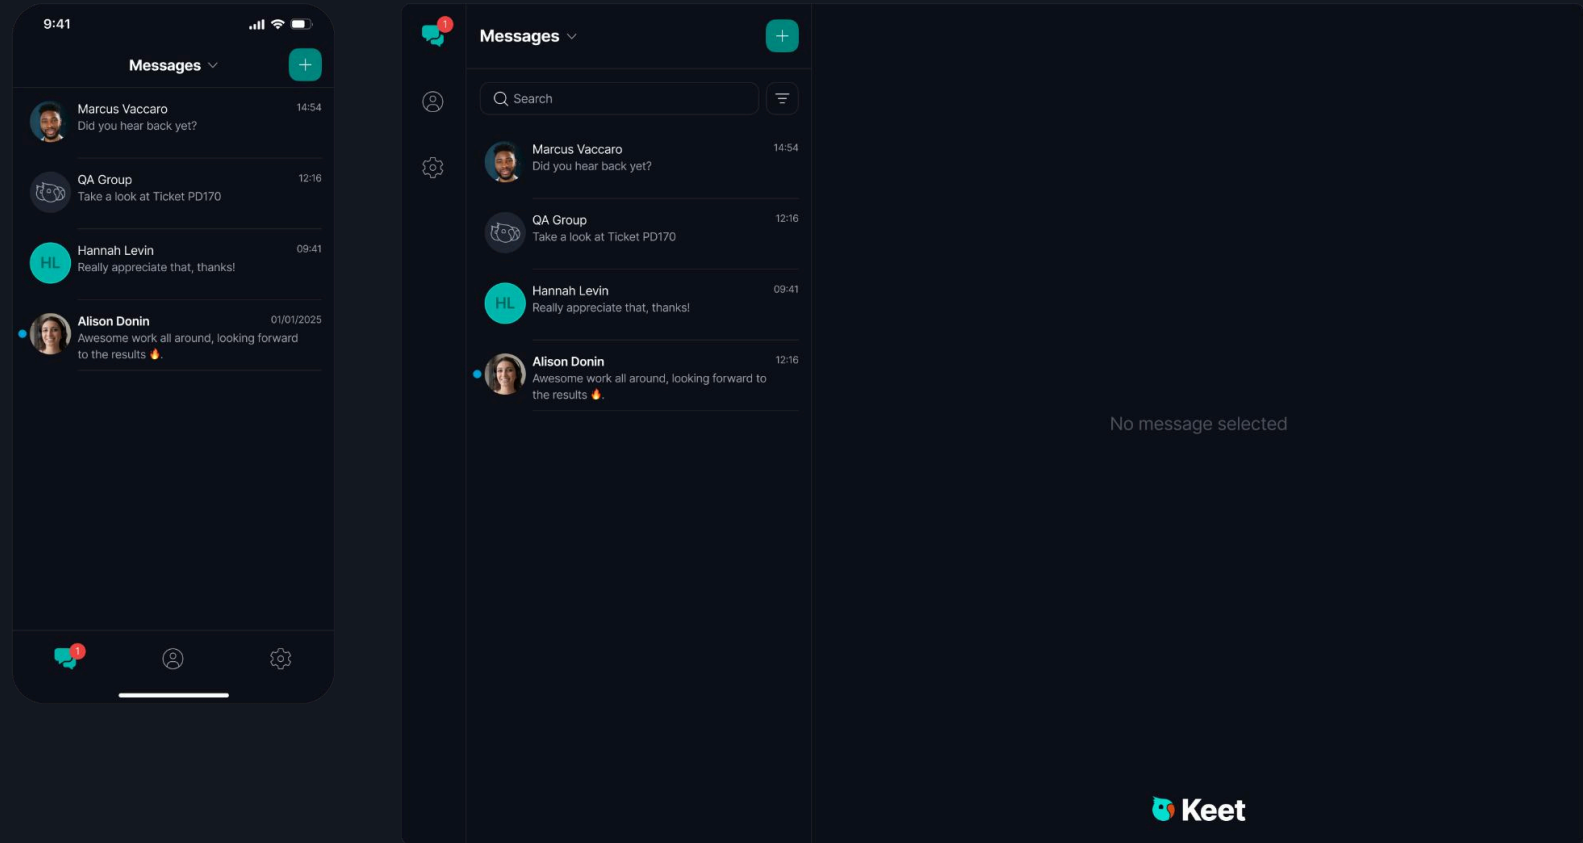 9:41
Messages
Marcus Vaccaro
14:54
Did you hear back yet?
QA Group
12:16
Take a look at Ticket PD170
HL
Hannah Levin
09:41
Really appreciate that, thanks!
Alison Donin
01/01/2025
Awesome work all around, looking forward
to the results 🔥.
1
1
Messages
Search
Marcus Vaccaro
14:54
Did you hear back yet?
QA Group
12:16
Take a look at Ticket PD170
HL
Hannah Levin
09:41
Really appreciate that, thanks!
Alison Donin
12:16
Awesome work all around, looking forward to
the results 🔥.
No message selected
Keet